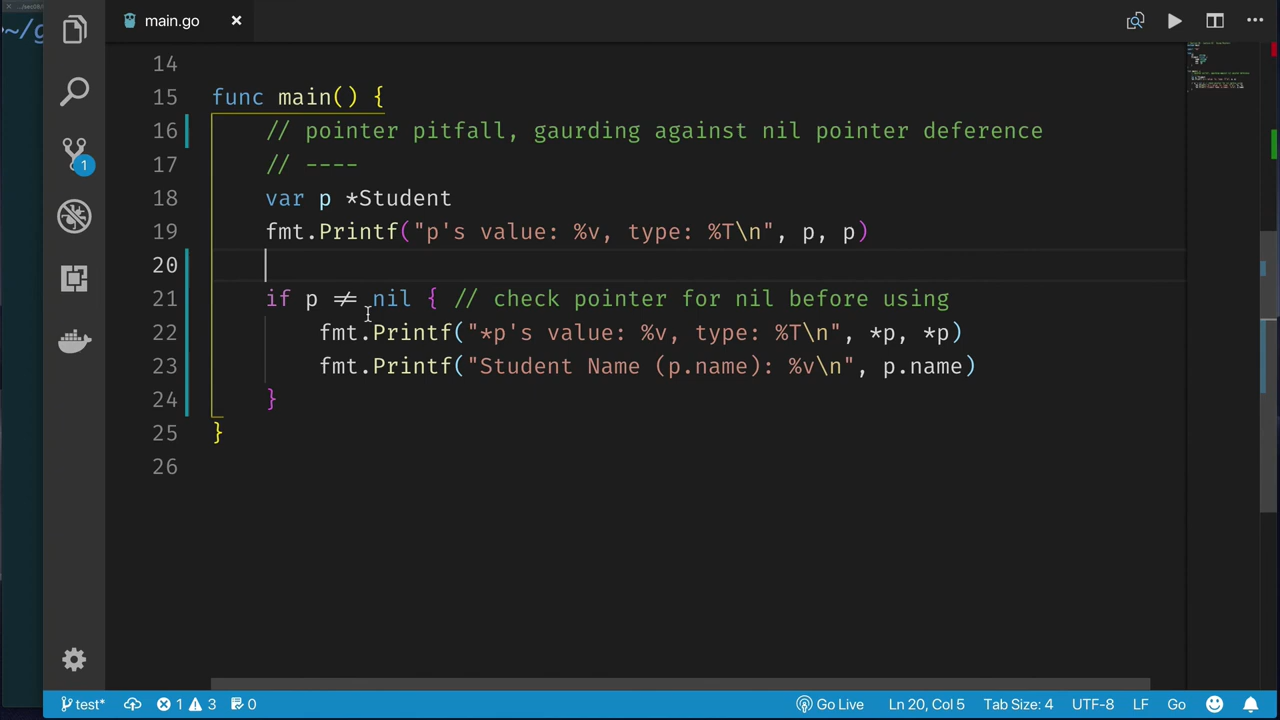 main.go
14
15 func main() {
16 // pointer pitfall, gaurding against nil pointer deference
17 // ----
18 var p *Student
19 fmt.Printf("p's value: %v, type: %T\n", p, p)
20
21 if p ≠ nil { // check pointer for nil before using
22 fmt.Printf("*p's value: %v, type: %T\n", *p, *p)
23 fmt.Printf("Student Name (p.name): %v\n", p.name)
24 }
25 }
26
1
test* 1 3 0 Go Live Ln 20, Col 5 Tab Size: 4 UTF-8 LF Go